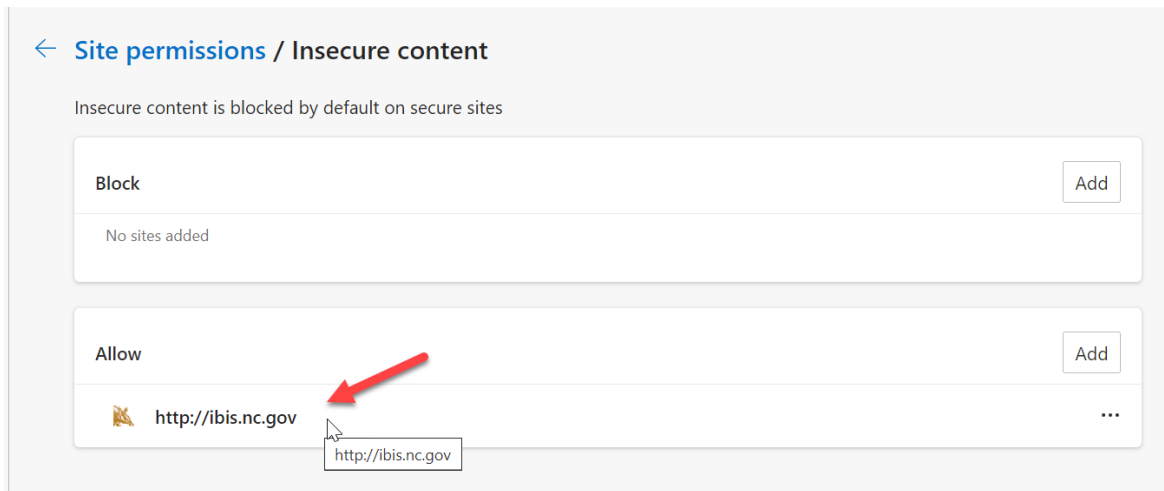 Site permissions / Insecure content
Insecure content is blocked by default on secure sites
Block
Add
No sites added
Allow
Add
http://ibis.nc.gov
http://ibis.nc.gov